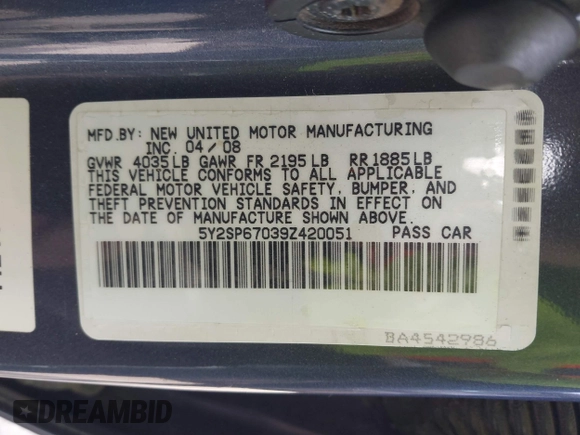 MFD.BY: NEW UNITED MOTOR MANUFACTURING
INC. 04/08
GVWR 4035LB GAWR FR 2195LB RR1885LB
THIS VEHICLE CONFORMS TO ALL APPLICABLE
FEDERAL MOTOR VEHICLE SAFETY, BUMPER, AND
THEFT PREVENTION STANDARDS IN EFFECT ON
THE DATE OF MANUFACTURE SHOWN ABOVE.
5Y2SP67039Z420051 PASS CAR
BA4542986
DREAMBID